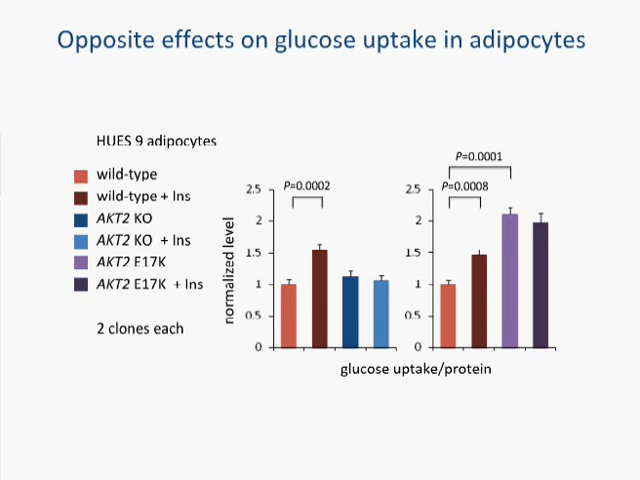 Opposite effects on glucose uptake in adipocytes
HUES 9 adipocytes
wild-type
wild-type + Ins
AKT2 KO
AKT2 KO + Ins
AKT2 E17K
AKT2 E17K + Ins
2 clones each
normalized level
2.5
2
1.5
1
0.5
0
P=0.0002
2.5
2
1.5
1
0.5
0
P=0.0001
P=0.0008
glucose uptake/protein